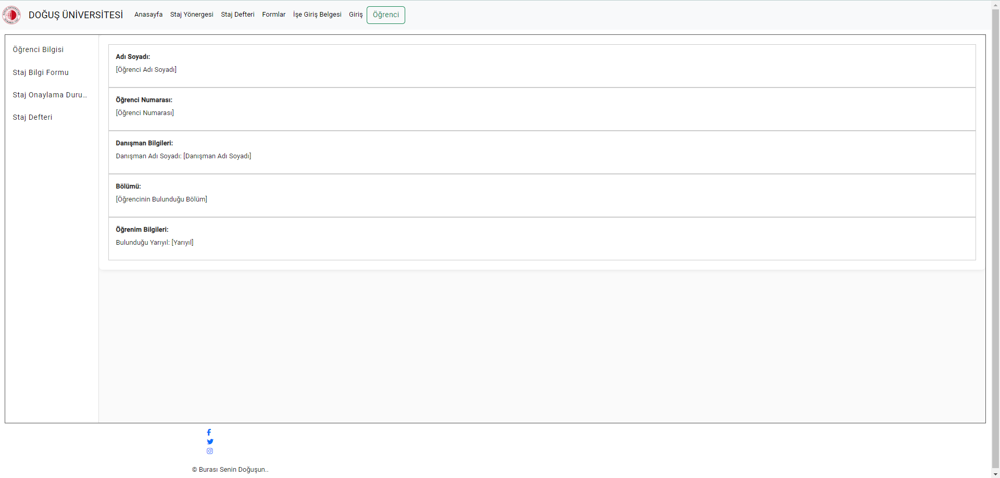 DOĞUŞ ÜNİVERSİTESİ Anasayfa Staj Yönergesi Staj Defteri Formlar İşe Giriş Belgesi Giriş Öğrenci
Öğrenci Bilgisi
Staj Bilgi Formu
Staj Onaylama Duru...
Staj Defteri
Adı Soyadı:
[Öğrenci Adı Soyadı]
Öğrenci Numarası:
[Öğrenci Numarası]
Danışman Bilgileri:
Danışman Adı Soyadı: [Danışman Adı Soyadı]
Bölümü:
[Öğrencinin Bulunduğu Bölüm]
Öğrenim Bilgileri:
Bulunduğu Yarıyıl: [Yarıyıl]
© Burası Senin Doğuşun..